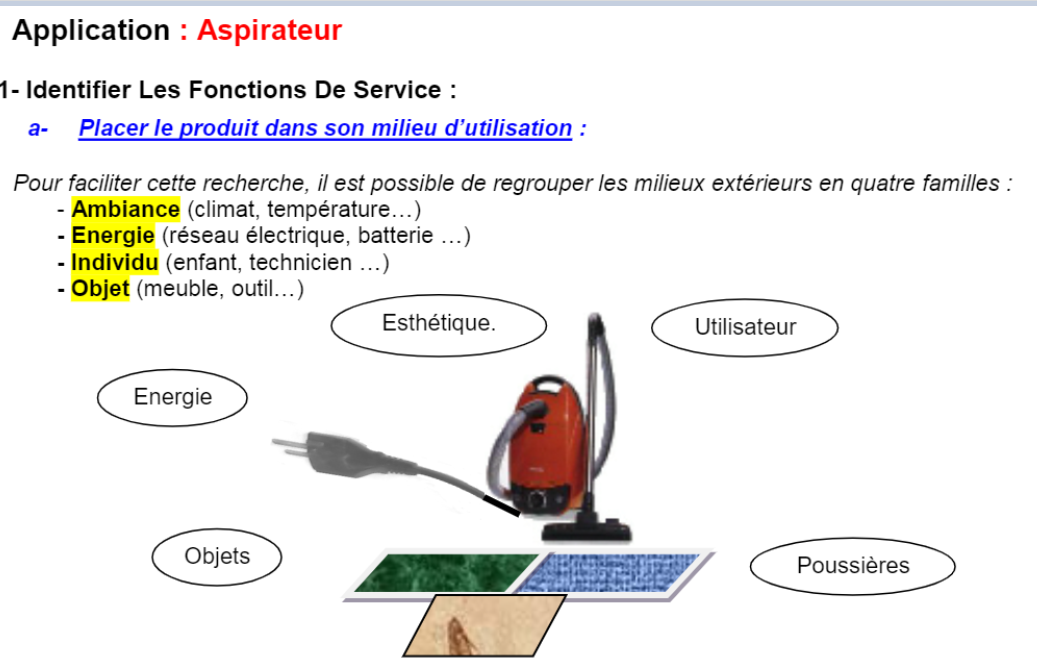 Application : Aspirateur
1- Identifier Les Fonctions De Service :
a- Placer le produit dans son milieu d'utilisation :
Pour faciliter cette recherche, il est possible de regrouper les milieux extérieurs en quatre familles :
- Ambiance (climat, température…)
- Energie (réseau électrique, batterie …)
- Individu (enfant, technicien …)
- Objet (meuble, outil…)
Esthétique.
Utilisateur
Energie
Objets
Poussières